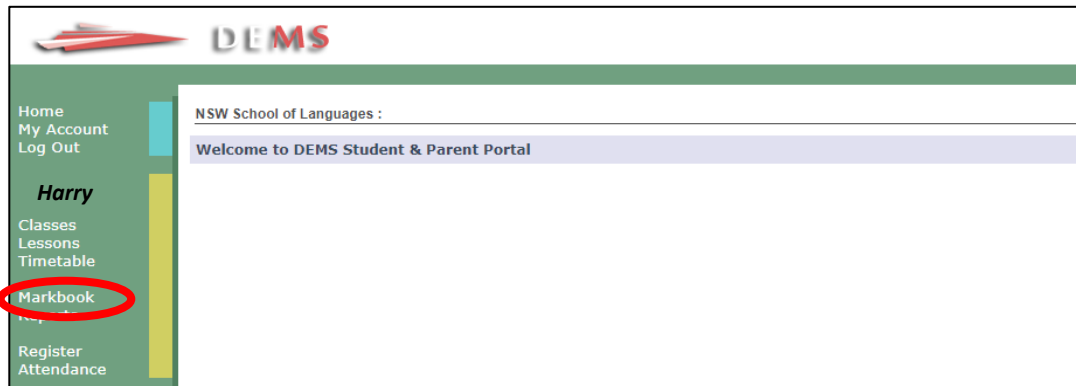 DEMS
Home
My Account
Log Out
Harry
Classes
Lessons
Timetable
Markbook
Register
Attendance
NSW School of Languages :
Welcome to DEMS Student & Parent Portal